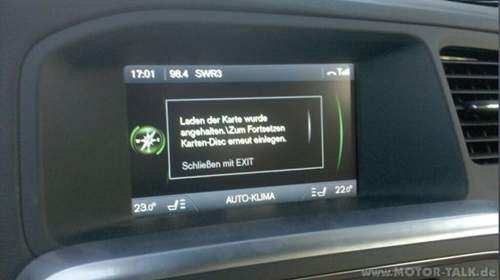 17:01 98.4 SWR3
Laden der Karte wurde
angehalten.\Zum Fortsetzen
Karten-Disc erneut einlegen.
Schließen mit EXIT
23.0° AUTO-KLIMA 22.0°
www.MOTOR-TALK.de